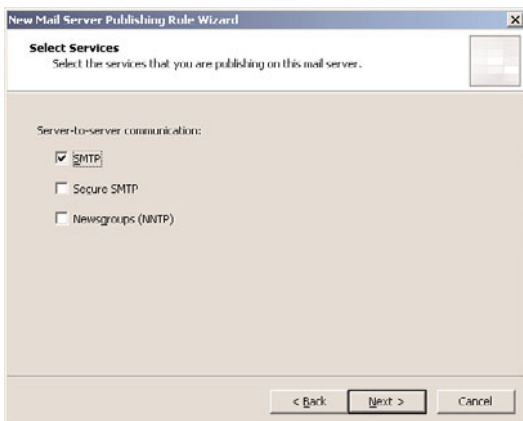 New Mail Server Publishing Rule Wizard
Select Services
Select the services that you are publishing on this mail server.
Server-to-server communication:
SMTP
Secure SMTP
Newsgroups (NNTP)
< Back
Next >
Cancel